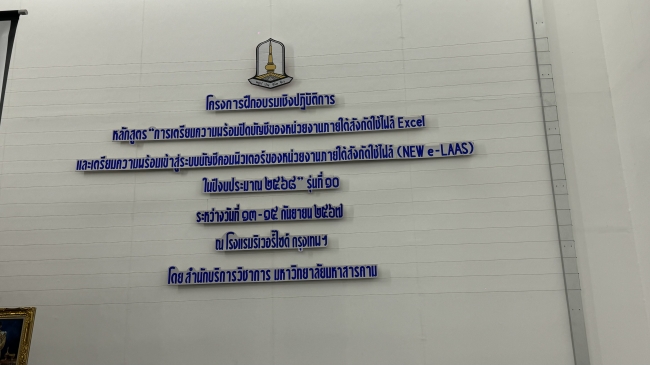 โครงการฝึกอบรมเชิงปฏิบัติการ
หลักสูตร "การเตรียมความพร้อมปิดบัญชีของหน่วยงานภายใต้สังกัดใช้ไฟล์ Excel
และเตรียมความพร้อมเข้าสู่ระบบบัญชีคอมพิวเตอร์ของหน่วยงานภายใต้สังกัดใช้ไฟล์ (NEW e-LAAS)
ในปีงบประมาณ ๒๕๖๘" รุ่นที่ ๑๐
ระหว่างวันที่ ๑๓ - ๑๕ กันยายน ๒๕๖๗
ณ โรงแรมริเวอร์ไซด์ กรุงเทพฯ
โดย สำนักบริการวิชาการ มหาวิทยาลัยมหาสารคาม